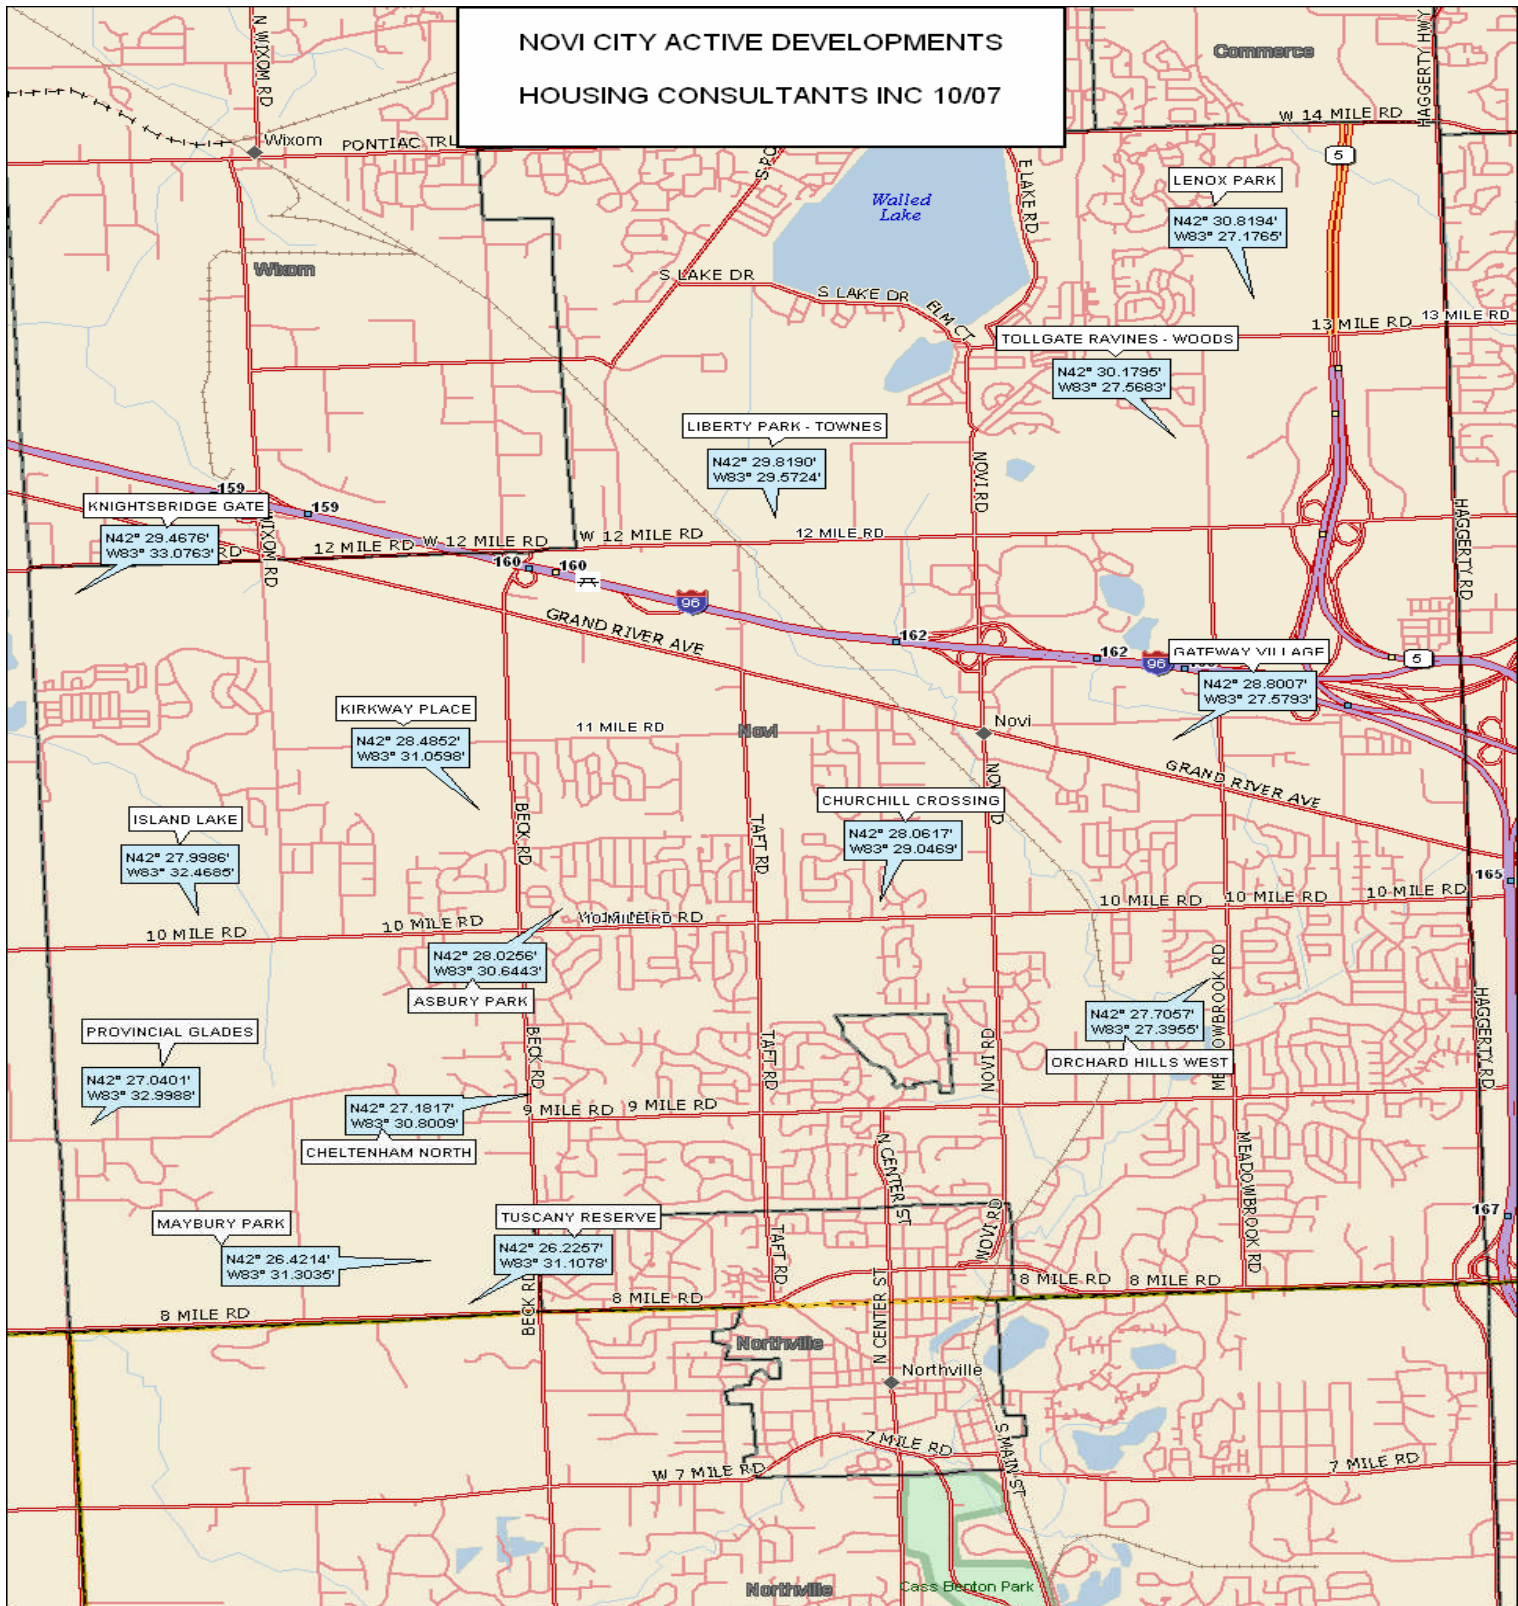 NOVI CITY ACTIVE DEVELOPMENTS
HOUSING CONSULTANTS INC 10/07
N WIXOM RD
Commerce
HAGGERTY HWY
W 14 MILE RD
5
Wixom
PONTIAC TRL
Walled
Lake
E LAKE RD
LENOX PARK
N42° 30.8194'
W83° 27.1765'
Wixom
S LAKE DR
S LAKE DR
ELM CT
13 MILE RD
13 MILE RD
TOLLGATE RAVINES - WOODS
N42° 30.1795'
W83° 27.5683'
LIBERTY PARK - TOWNES
N42° 29.8190'
W83° 29.5724'
NOVI RD
159
159
KNIGHTSBRIDGE GATE
N42° 29.4676'
W83° 33.0763'
RD
WIXOM RD
12 MILE RD
W 12 MILE RD
W 12 MILE RD
12 MILE RD
HAGGERTY RD
160
160
96
GRAND RIVER AVE
162
162
96
GATEWAY VILLAGE
5
N42° 28.8007'
W83° 27.5793'
KIRKWAY PLACE
N42° 28.4852'
W83° 31.0598'
11 MILE RD
Novi
Novi
GRAND RIVER AVE
NOVI RD
ISLAND LAKE
N42° 27.9986'
W83° 32.4685'
BECK RD
TAFT RD
CHURCHILL CROSSING
N42° 28.0617'
W83° 29.0469'
165
10 MILE RD
10 MILE RD
10 MILE RD
10 MILE RD
10 MILE RD
10 MILE RD
N42° 28.0256'
W83° 30.6443'
ASBURY PARK
MEADOWBROOK RD
HAGGERTY RD
N42° 27.7057'
W83° 27.3955'
ORCHARD HILLS WEST
PROVINCIAL GLADES
N42° 27.0401'
W83° 32.9988'
BECK RD
TAFT RD
NOVI RD
N42° 27.1817'
W83° 30.8009'
CHELTENHAM NORTH
9 MILE RD
9 MILE RD
N CENTER ST
MEADOWBROOK RD
MAYBURY PARK
N42° 26.4214'
W83° 31.3035'
TUSCANY RESERVE
N42° 26.2257'
W83° 31.1078'
TAFT RD
NOVI RD
167
8 MILE RD
BECK RD
8 MILE RD
8 MILE RD
8 MILE RD
N CENTER ST
Northville
Northville
7 MILE RD
W 7 MILE RD
S MAIN ST
7 MILE RD
Northville
Cass Benton Park